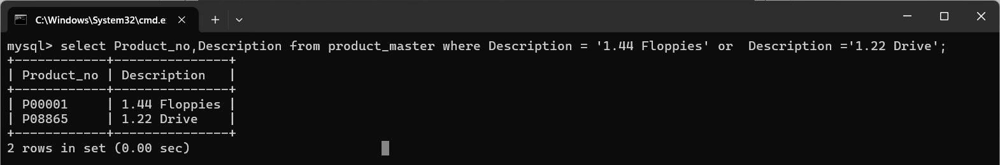 C:\Windows\System32\cmd.e
mysql> select Product_no,Description from product_master where Description = '1.44 Floppies' or  Description ='1.22 Drive';
+------------+---------------+
| Product_no | Description   |
+------------+---------------+
| P00001     | 1.44 Floppies |
| P08865     | 1.22 Drive    |
+------------+---------------+
2 rows in set (0.00 sec)